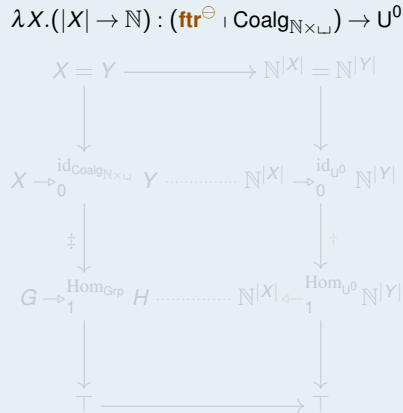 λX.(|X| → ℕ) : (ftr^⊖ ı Coalg_{ℕ×␣}) → U⁰
X = Y ⟶ ℕ^{|X|} = ℕ^{|Y|}
X →₀^{id_{Coalg_{ℕ×␣}}} Y ············ ℕ^{|X|} →₀^{id_{U⁰}} ℕ^{|Y|}
‡ †
G →₁^{Hom_{Grp}} H ············ ℕ^{|X|} ←₁^{Hom_{U⁰}} ℕ^{|Y|}
⊤ ⟶ ⊤